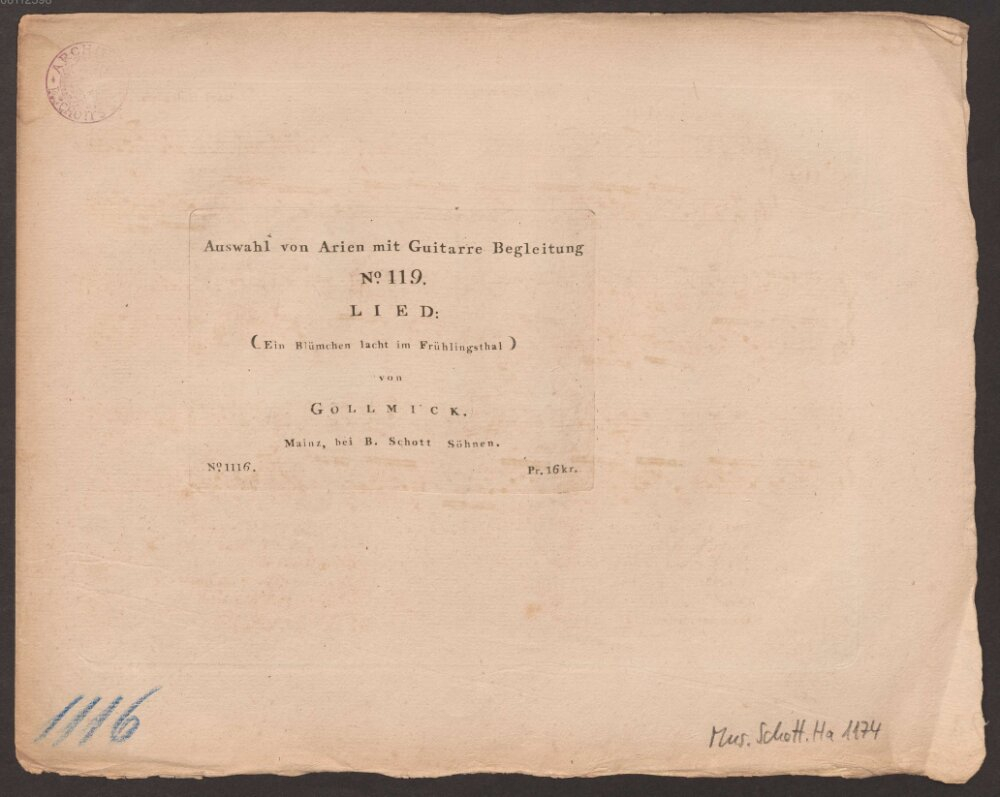 Auswahl von Arien mit Guitarre Begleitung
No. 119.
LIED:
(Ein Blümchen lacht im Frühlingsthal)
von
GOLLMICK.
Mainz, bei B. Schott Söhnen.
No. 1116. Pr. 16 kr.
1116
Mus. Schott. Ha 1174